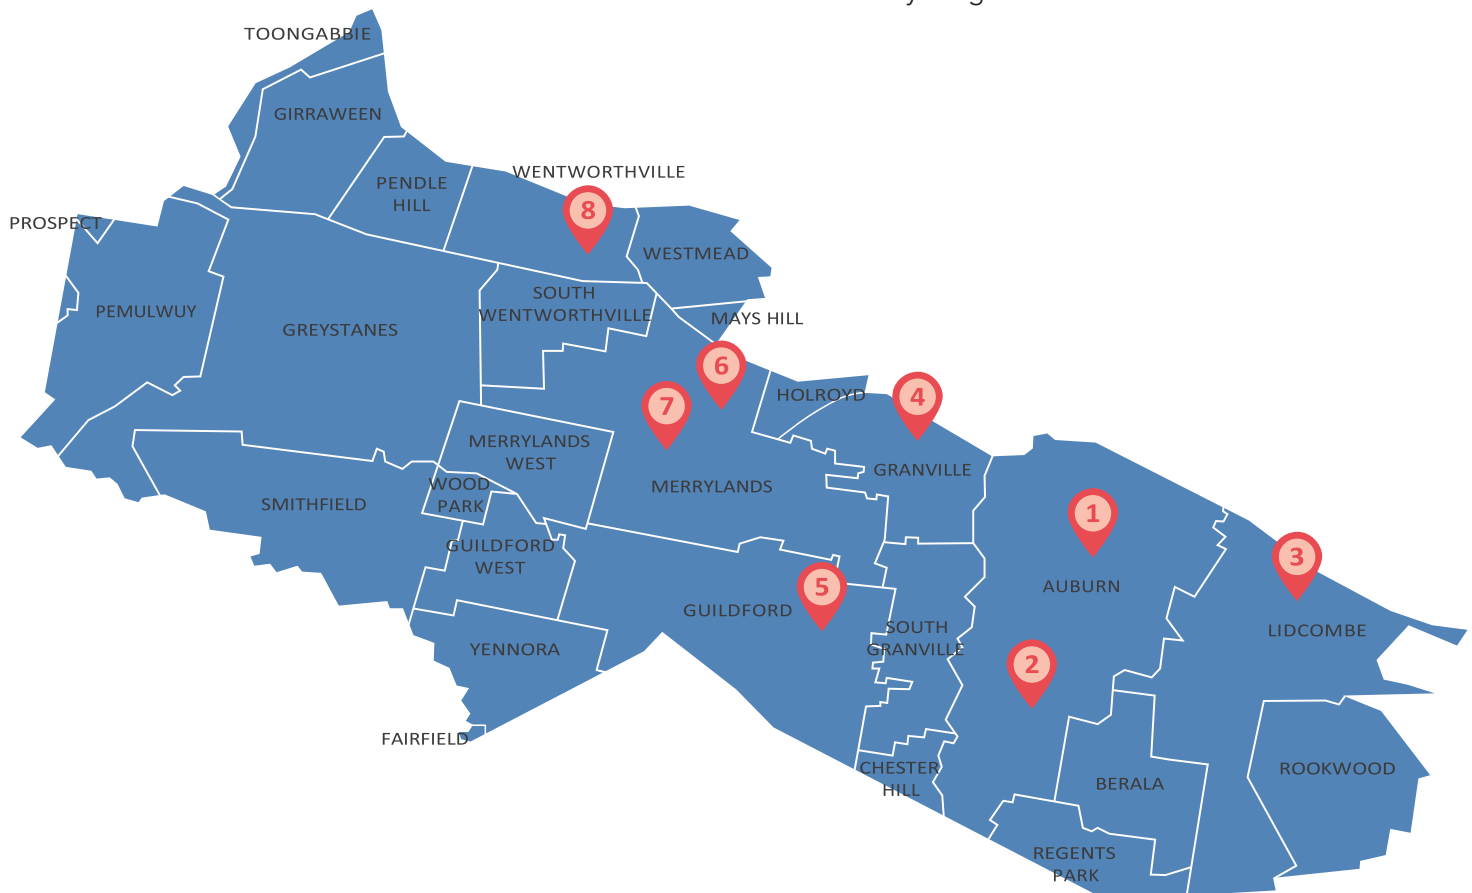 TOONGABBIE
GIRRAWEEN
WENTWORTHVILLE
PENDLE
HILL
8
PROSPECT
WESTMEAD
SOUTH
WENTWORTHVILLE
PEMULWUY
MAYS HILL
GREYSTANES
6
HOLROYD
4
7
MERRYLANDS
WEST
GRANVILLE
WOOD
PARK
MERRYLANDS
SMITHFIELD
1
GUILDFORD
WEST
3
5
AUBURN
GUILDFORD
SOUTH
GRANVILLE
LIDCOMBE
YENNORA
2
FAIRFIELD
CHESTER
HILL
BERALA
ROOKWOOD
REGENTS
PARK